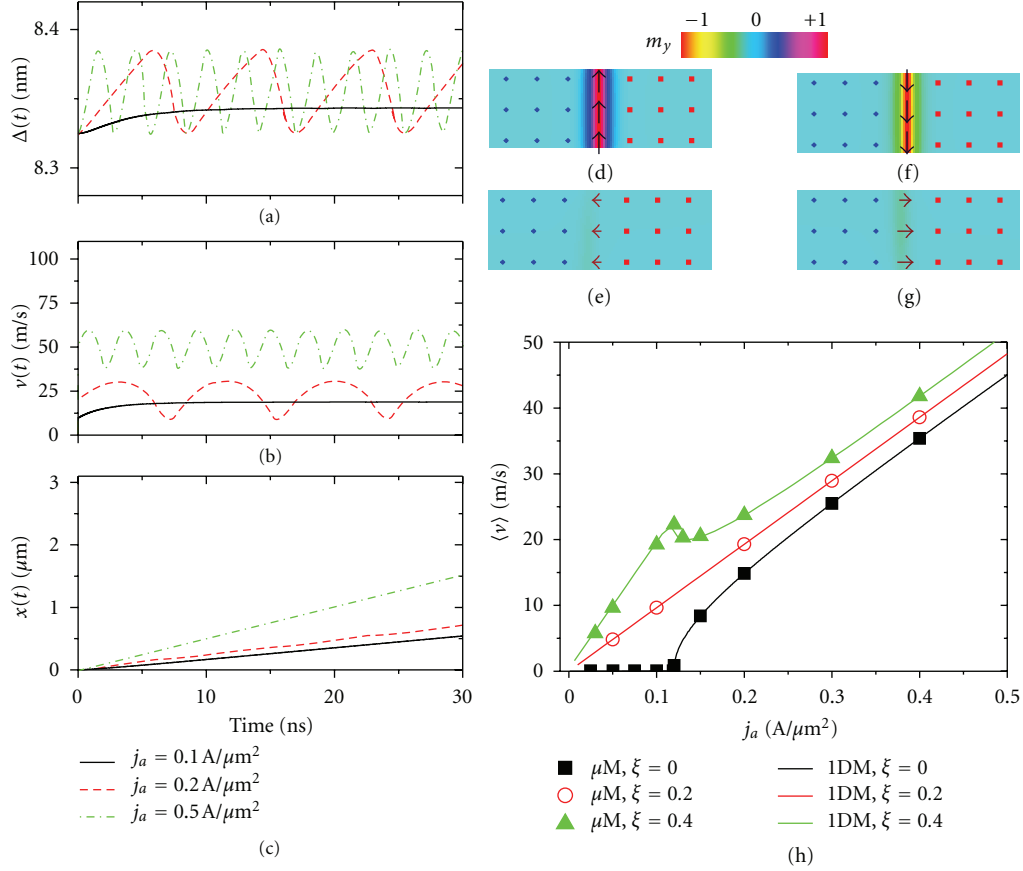 8.4
8.3
Δ(t) (nm)
(a)
100
75
50
25
0
v(t) (m/s)
(b)
3
2
1
0
x(t) (μm)
0 10 20 30
Time (ns)
j_a = 0.1 A/μm²
j_a = 0.2 A/μm²
j_a = 0.5 A/μm²
(c)
−1 0 +1
m_y
(d)
(f)
(e)
(g)
50
40
30
20
10
0
⟨v⟩ (m/s)
0 0.1 0.2 0.3 0.4 0.5
j_a (A/μm²)
μM, ξ = 0
μM, ξ = 0.2
μM, ξ = 0.4
1DM, ξ = 0
1DM, ξ = 0.2
1DM, ξ = 0.4
(h)